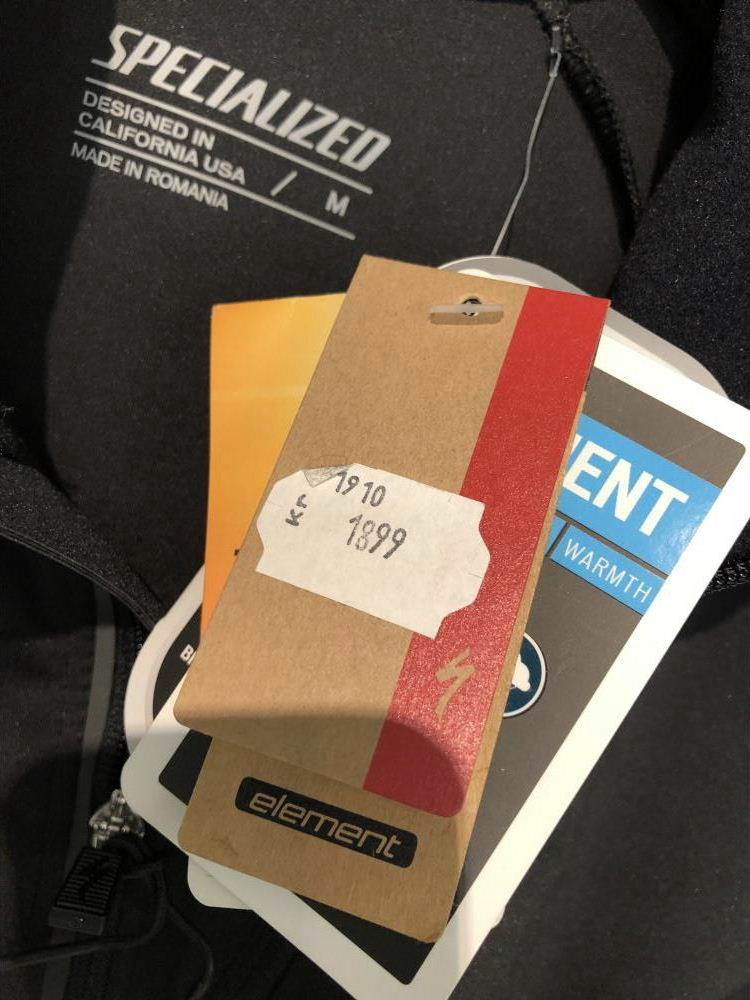 SPECIALIZED
DESIGNED IN
CALIFORNIA USA
MADE IN ROMANIA
/ M
1910
Kr 1899
ENT
WARMTH
element